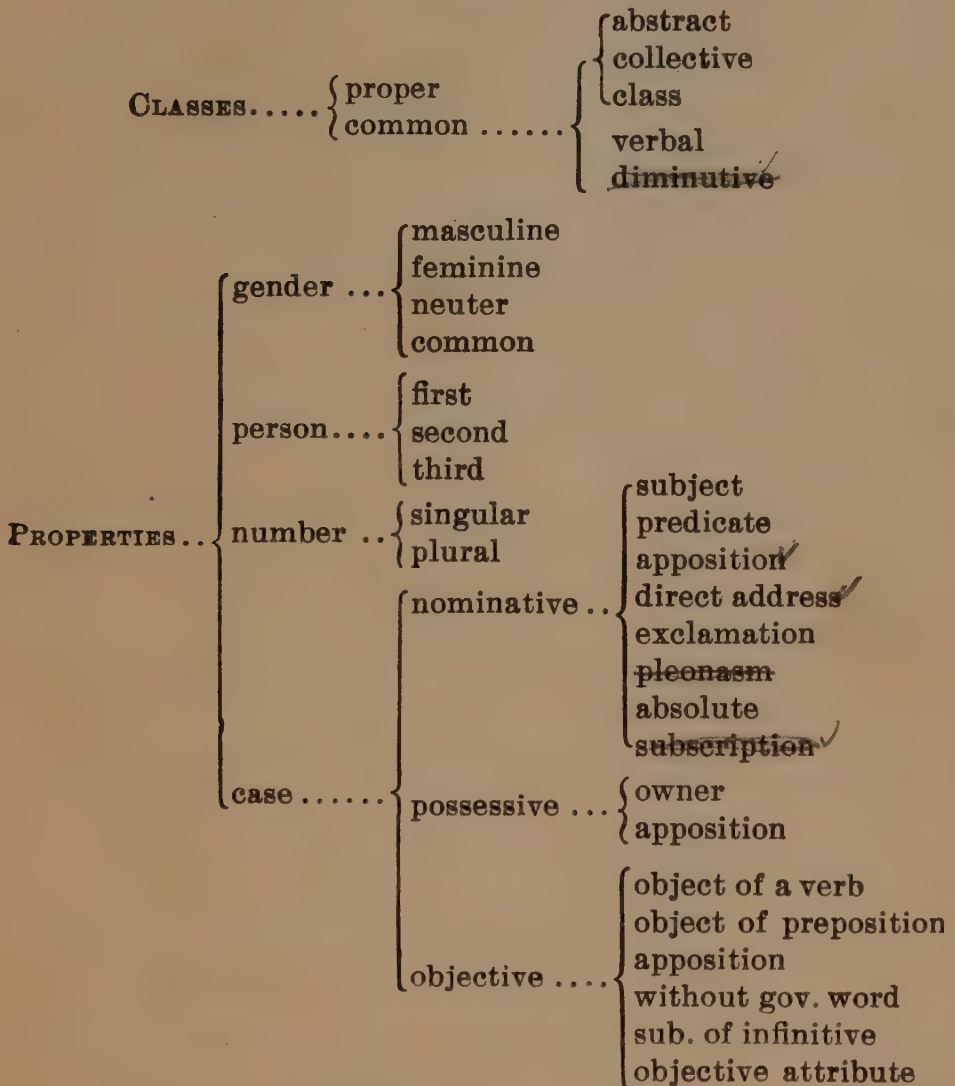 abstract
collective
CLASSES..... proper class
common ......
verbal
diminutive
masculine
gender ... feminine
neuter
common
first
person.... second
third
subject
singular predicate
PROPERTIES.. number .. plural apposition
nominative .. direct address
exclamation
pleonasm
absolute
subscription
case ...... possessive ... owner
apposition
object of a verb
object of preposition
objective .... apposition
without gov. word
sub. of infinitive
objective attribute